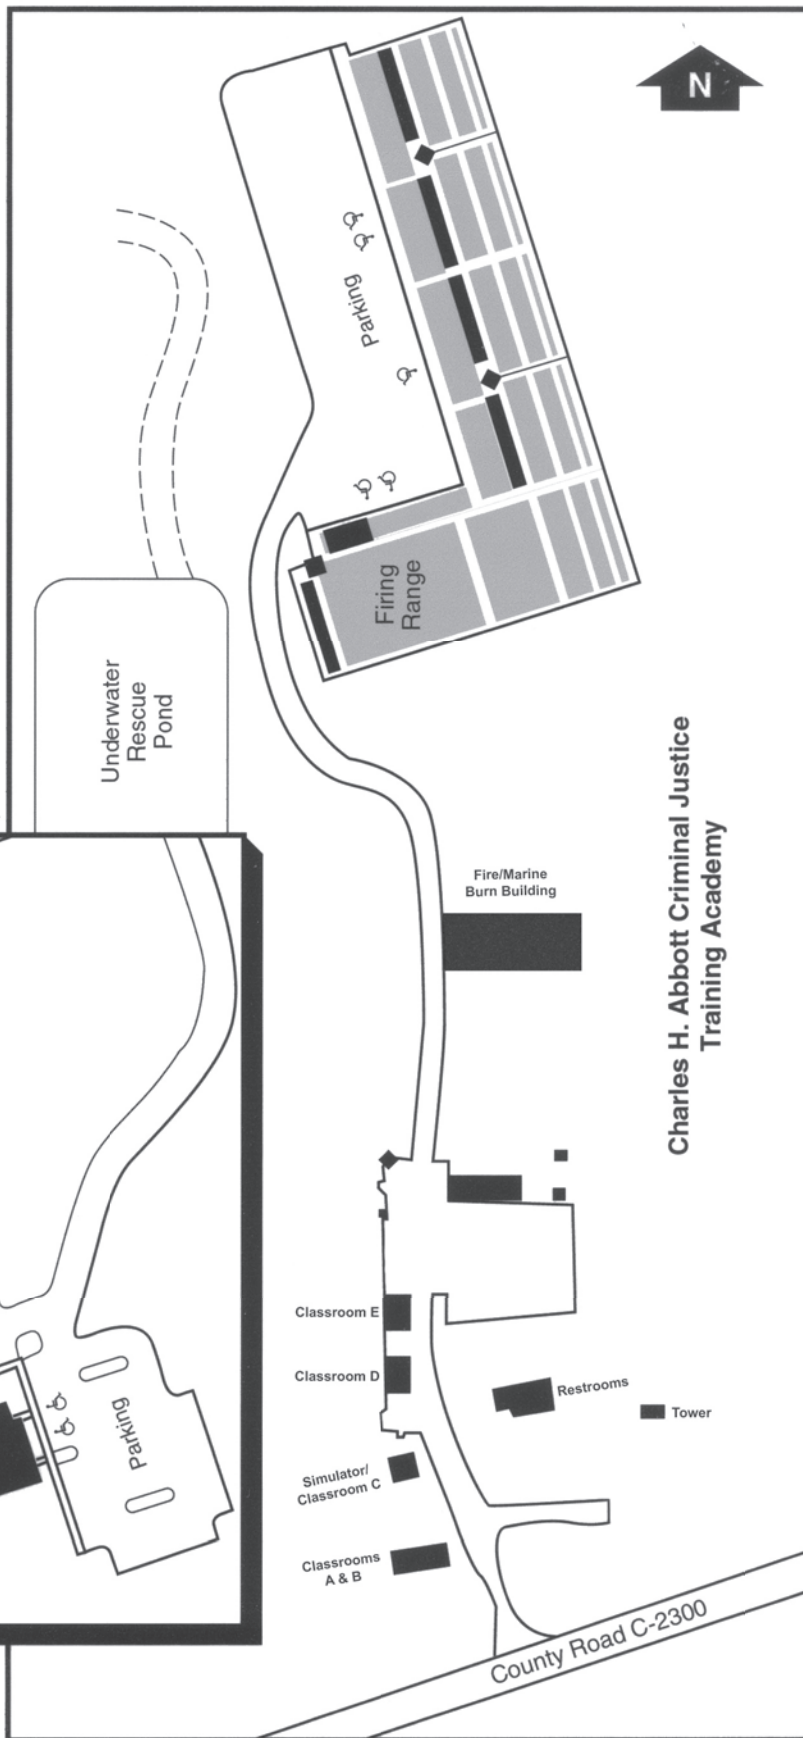 N
Parking
Firing
Range
Underwater
Rescue
Pond
Charles H. Abbott Criminal Justice
Training Academy
Fire/Marine
Burn Building
Classroom E
Classroom D
Restrooms
Tower
Parking
Simulator/
Classroom C
Classrooms
A & B
County Road C-2300